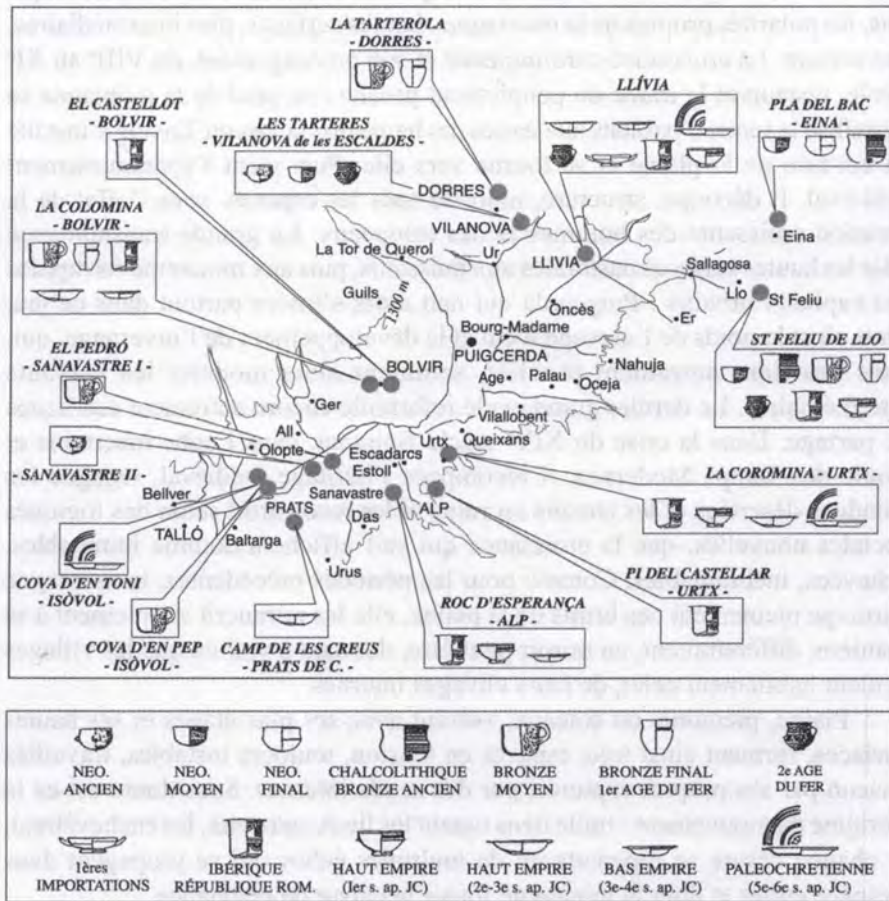 LA TARTEROLA
- DORRES -
EL CASTELLOT
- BOLVIR -
LES TARTERES
- VILANOVA de les ESCALDES -
LLÍVIA
PLA DEL BAC
- EINA -
LA COLOMINA
- BOLVIR -
EL PEDRÓ
- SANAVASTRE I -
SANAVASTRE II
COVA D'EN TONI
- ISÒVOL -
COVA D'EN PEP
- ISÒVOL -
CAMP DE LES CREUS
- PRATS DE C. -
ROC D'ESPERANÇA
- ALP -
PI DEL CASTELLAR
- URTX -
LA COROMINA - URTX
ST FELIU DE LLO
DORRES
VILANOVA
Ur
LLIVIA
La Tor de Querol
Guils
100 m
Eina
Sallagosa
Llo
St Feliu
Er
Oncès
Bourg-Madame
PUIGCERDA
Nahuja
Age
Palau
Oceja
BOLVIR
Vilallobent
Ger
All
Olopte
Urtx
Queixans
Escadarcs
Estoll
Sanavastre
ALP
Bellver
TALLO
PRATS
Baltarga
Das
Irus
NEO.
ANCIEN
NEO.
MOYEN
NEO.
FINAL
CHALCOLITHIQUE
BRONZE ANCIEN
BRONZE
MOYEN
BRONZE FINAL
1er AGE DU FER
2e AGE
DU FER
1ères
IMPORTATIONS
IBÉRIQUE
RÉPUBLIQUE ROM.
HAUT EMPIRE
(Ier s. ap. JC)
HAUT EMPIRE
(2e-3e s. ap. JC)
BAS EMPIRE
(3e-4e s. ap. JC)
PALEOCHRETIENNE
(5e-6e s. ap. JC)